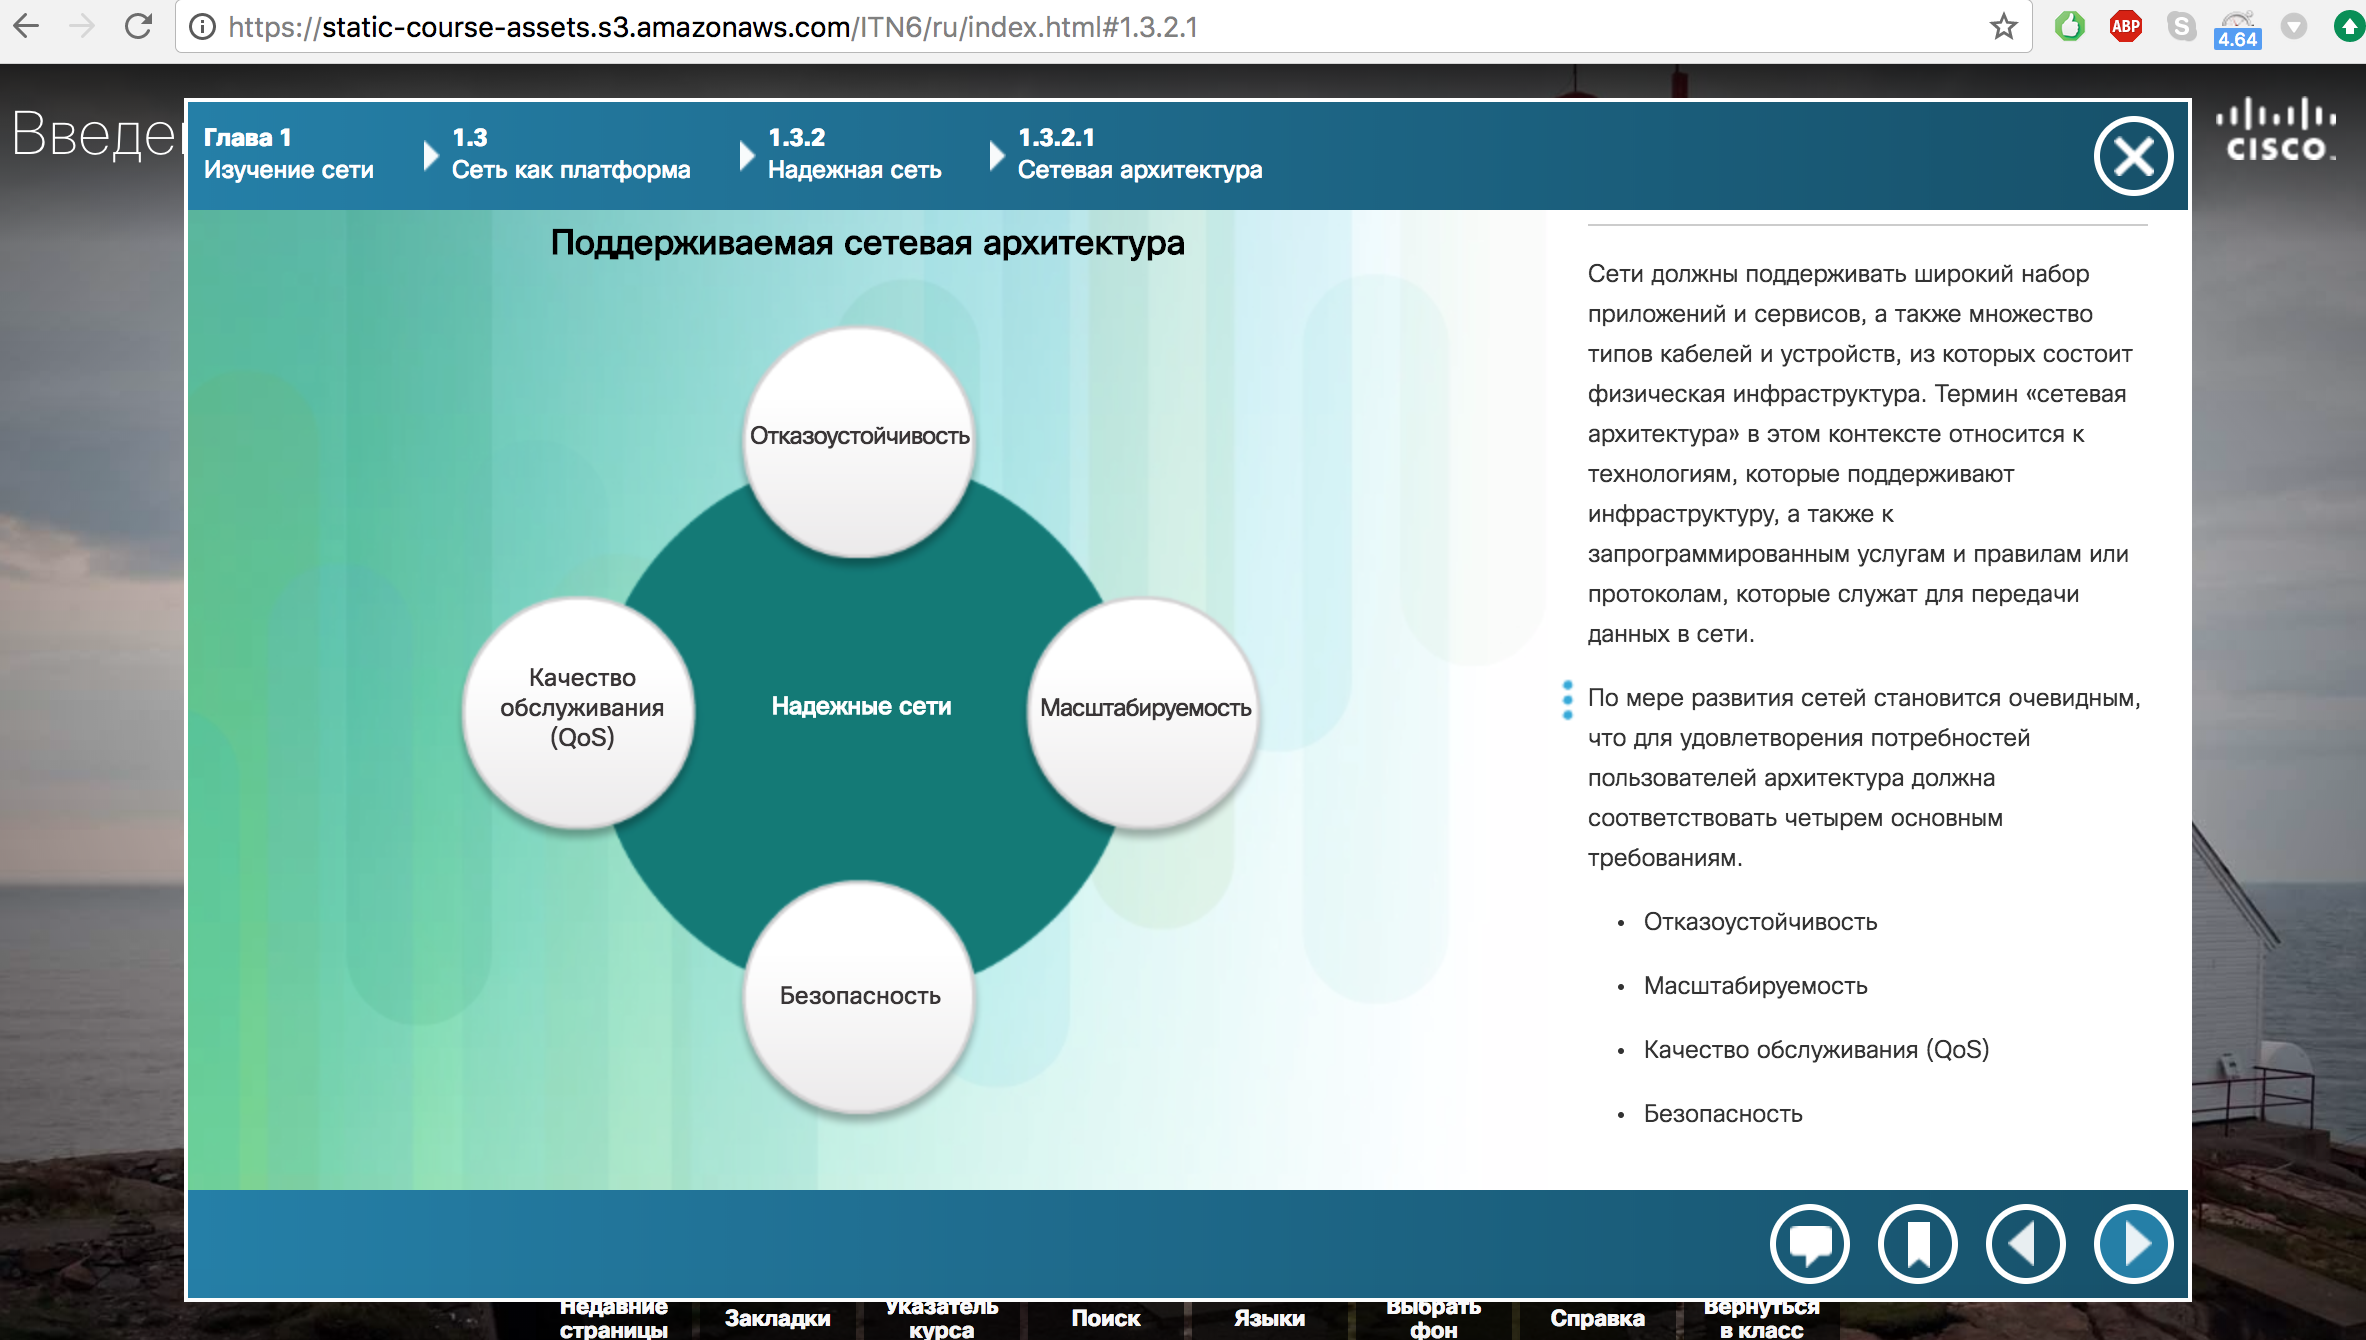 https://static-course-assets.s3.amazonaws.com/ITN6/ru/index.html#1.3.2.1
ABP
S
4.64
Глава 1
Изучение сети
1.3
Сеть как платформа
1.3.2
Надежная сеть
1.3.2.1
Сетевая архитектура
CISCO.
Поддерживаемая сетевая архитектура
Отказоустойчивость
Качество
обслуживания
(QoS)
Надежные сети
Масштабируемость
Безопасность
Сети должны поддерживать широкий набор
приложений и сервисов, а также множество
типов кабелей и устройств, из которых состоит
физическая инфраструктура. Термин «сетевая
архитектура» в этом контексте относится к
технологиям, которые поддерживают
инфраструктуру, а также к
запрограммированным услугам и правилам или
протоколам, которые служат для передачи
данных в сети.
По мере развития сетей становится очевидным,
что для удовлетворения потребностей
пользователей архитектура должна
соответствовать четырем основным
требованиям.
• Отказоустойчивость
• Масштабируемость
• Качество обслуживания (QoS)
• Безопасность
Недавние
страницы
Закладки
Указатель
курса
Поиск
Языки
Выбрать
фон
Справка
Вернуться
в класс